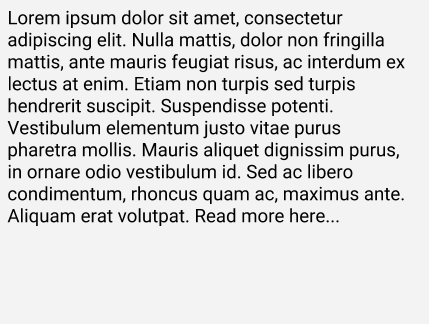 Lorem ipsum dolor sit amet, consectetur
adipiscing elit. Nulla mattis, dolor non fringilla
mattis, ante mauris feugiat risus, ac interdum ex
lectus at enim. Etiam non turpis sed turpis
hendrerit suscipit. Suspendisse potenti.
Vestibulum elementum justo vitae purus
pharetra mollis. Mauris aliquet dignissim purus,
in ornare odio vestibulum id. Sed ac libero
condimentum, rhoncus quam ac, maximus ante.
Aliquam erat volutpat. Read more here...